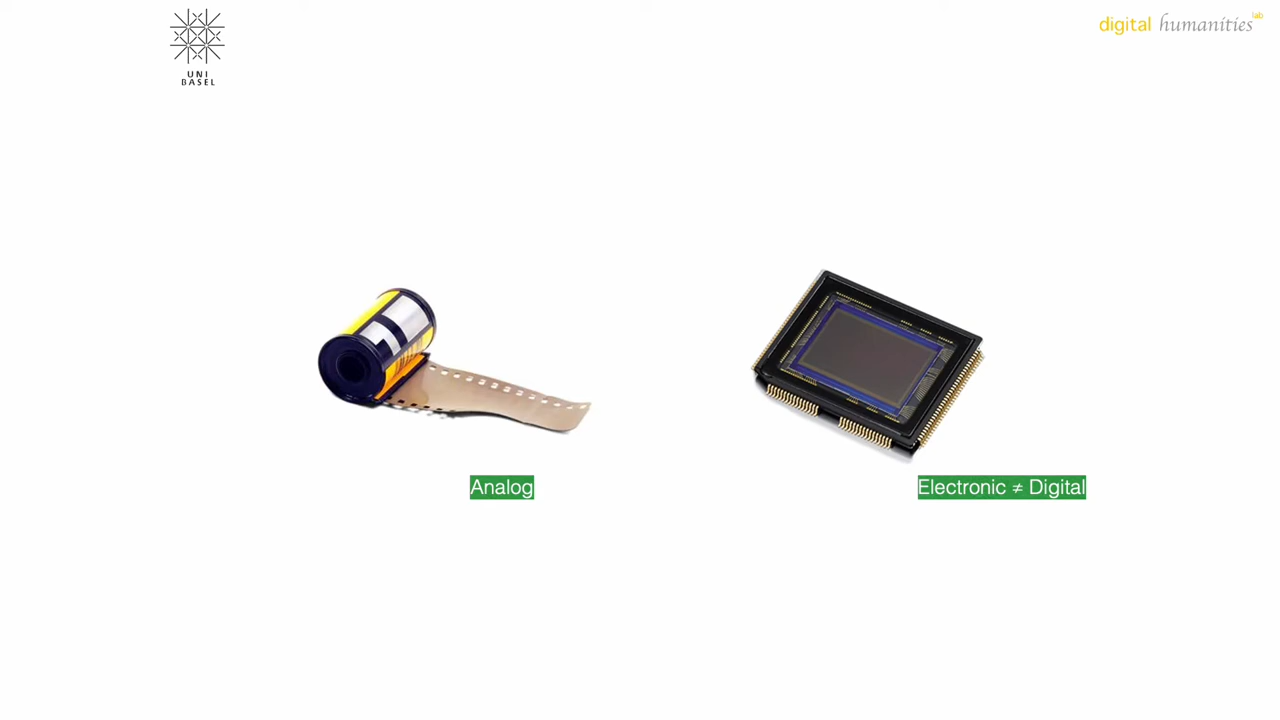 UNI
BASEL
digital humanities lab
Analog
Electronic ≠ Digital